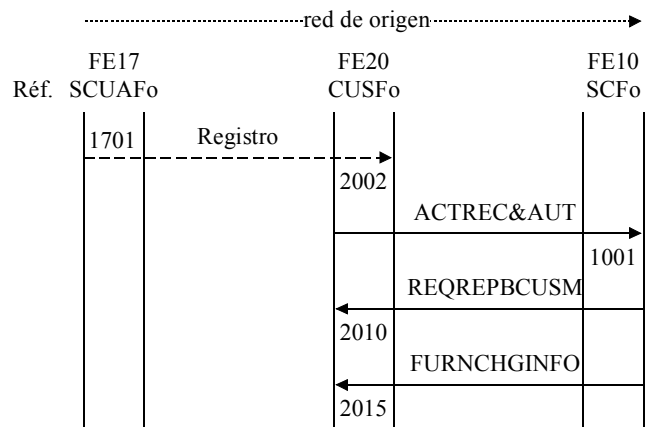 red de origen
FE17 FE20 FE10
Réf. SCUAFo CUSFo SCFo
1701 Registro
2002
ACTREC&AUT
1001
REQREPBCUSM
2010
FURNCHGINFO
2015